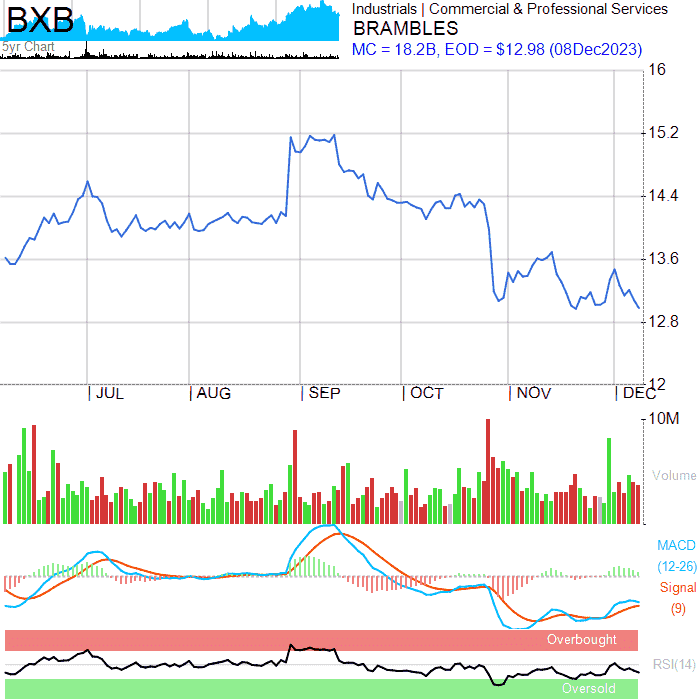 BXB
5yr Chart
Industrials | Commercial & Professional Services
BRAMBLES
MC = 18.2B, EOD = $12.98 (08Dec2023)
16
15.2
14.4
13.6
12.8
12
JUL AUG SEP OCT NOV DEC
10M
Volume
MACD
(12-26)
Signal
(9)
Overbought
RSI(14)
Oversold